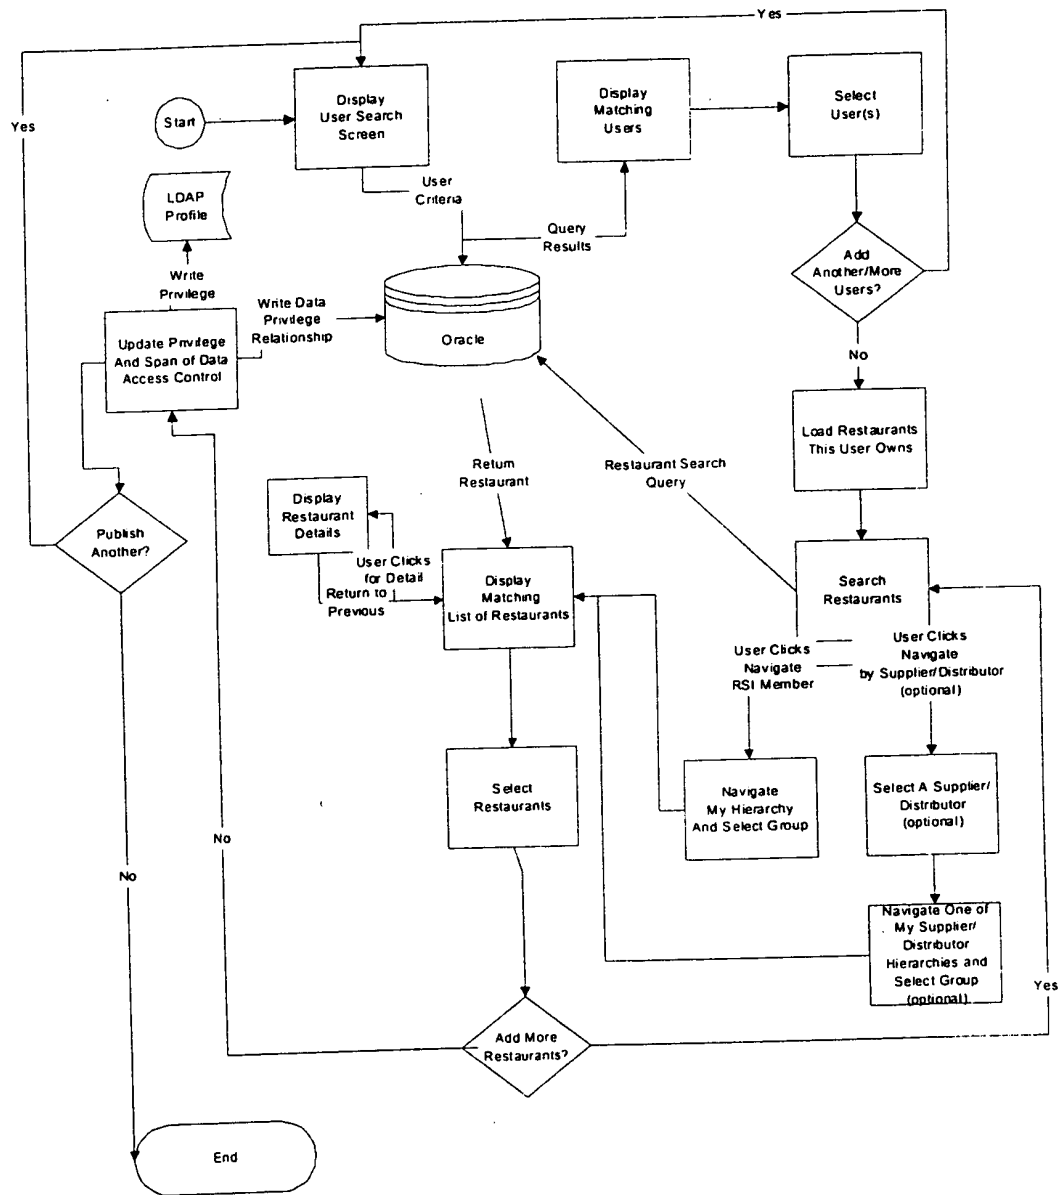 Yes
Yes
Start
Display
User Search
Screen
Display
Matching
Users
Select
User(s)
LDAP
Profile
User
Criteria
Query
Results
Add
Another/More
Users?
Write
Privilege
Write Data
Privilege
Relationship
Oracle
Update Privilege
And Span of Data
Access Control
No
Load Restaurants
This User Owns
Return
Restaurant
Restaurant Search
Query
Display
Restaurant
Details
Publish
Another?
User Clicks
for Detail
Return to
Previous
Display
Matching
List of Restaurants
Search
Restaurants
User Clicks
Navigate
RSI Member
User Clicks
Navigate
by Supplier/Distributor
(optional)
Select
Restaurants
Navigate
My Hierarchy
And Select Group
Select A Supplier/
Distributor
(optional)
No
No
Navigate One of
My Supplier/
Distributor
Hierarchies and
Select Group
(optional)
Yes
Add More
Restaurants?
End